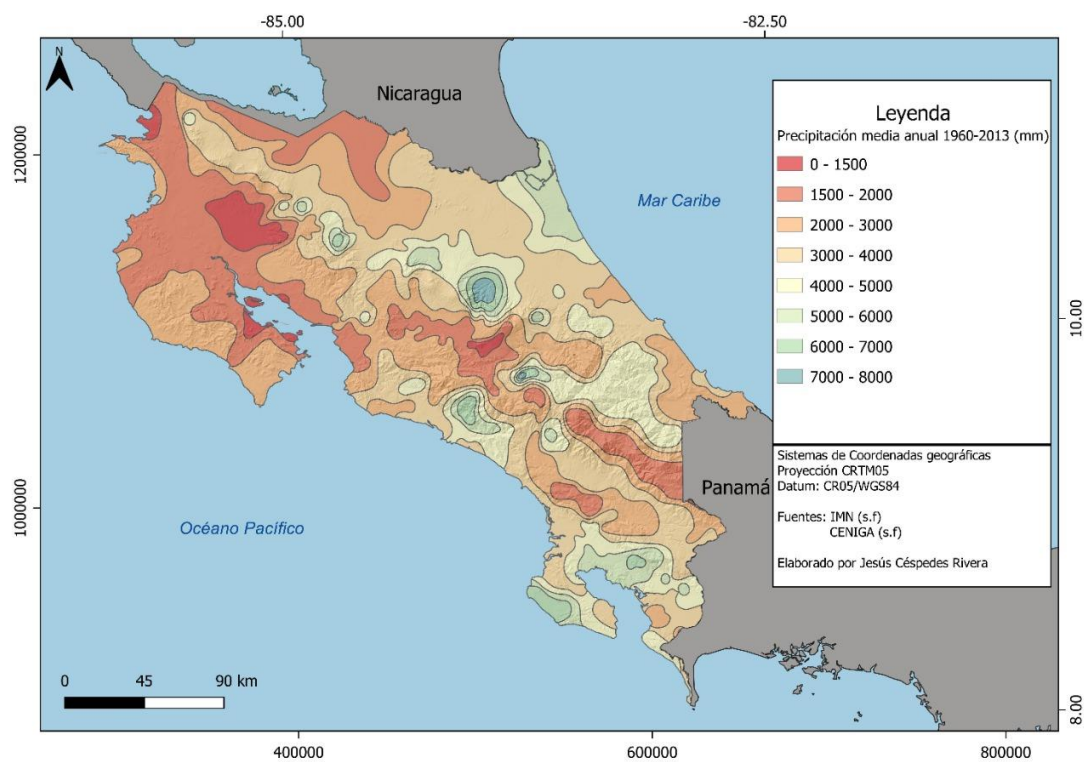 -85.00
-82.50
N
Nicaragua
Leyenda
Precipitación media anual 1960-2013 (mm)
0 - 1500
1500 - 2000
2000 - 3000
3000 - 4000
4000 - 5000
5000 - 6000
6000 - 7000
7000 - 8000
1200000
Mar Caribe
10.00
Sistemas de Coordenadas geográficas
Proyección CRTM05
Datum: CR05/WGS84
Panamá
Fuentes: IMN (s.f)
CENIGA (s.f)
1000000
Océano Pacífico
Elaborado por Jesús Céspedes Rivera
0 45 90 km
8.00
400000
600000
800000